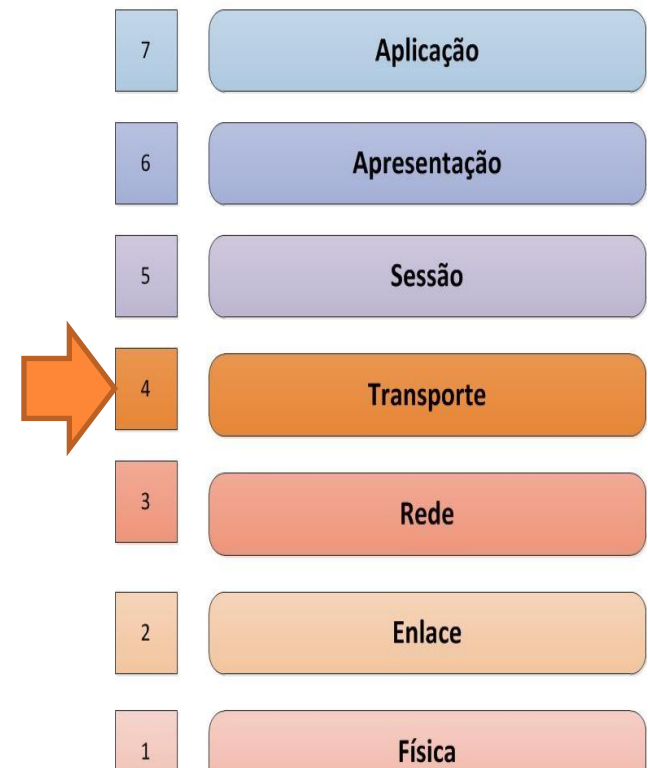 7 Aplicação
6 Apresentação
5 Sessão
4 Transporte
3 Rede
2 Enlace
1 Física